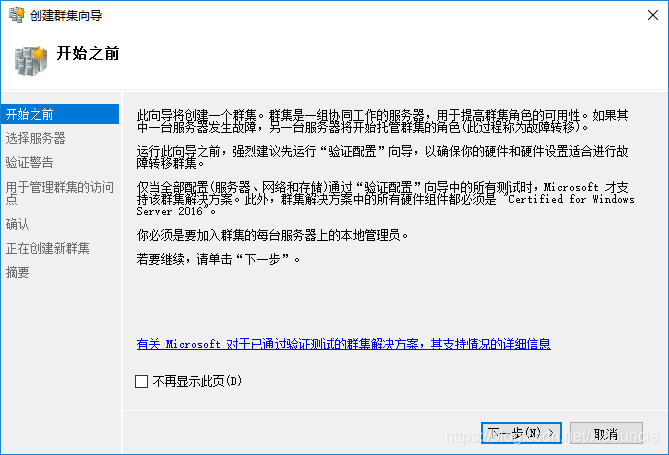 创建群集向导
开始之前
开始之前
选择服务器
验证警告
用于管理群集的访问
点
确认
正在创建新群集
摘要
此向导将创建一个群集。群集是一组协同工作的服务器，用于提高群集角色的可用性。如果其
中一台服务器发生故障，另一台服务器将开始托管群集的角色(此过程称为故障转移)。
运行此向导之前，强烈建议先运行“验证配置”向导，以确保你的硬件和硬件设置适合进行故
障转移群集。
仅当全部配置(服务器、网络和存储)通过“验证配置”向导中的所有测试时，Microsoft 才支
持该群集解决方案。此外，群集解决方案中的所有硬件组件都必须是 "Certified for Windows
Server 2016"。
你必须是要加入群集的每台服务器上的本地管理员。
若要继续，请单击“下一步”。
有关 Microsoft 对于已通过验证测试的群集解决方案，其支持情况的详细信息
不再显示此页(D)
下一步(N) >
取消